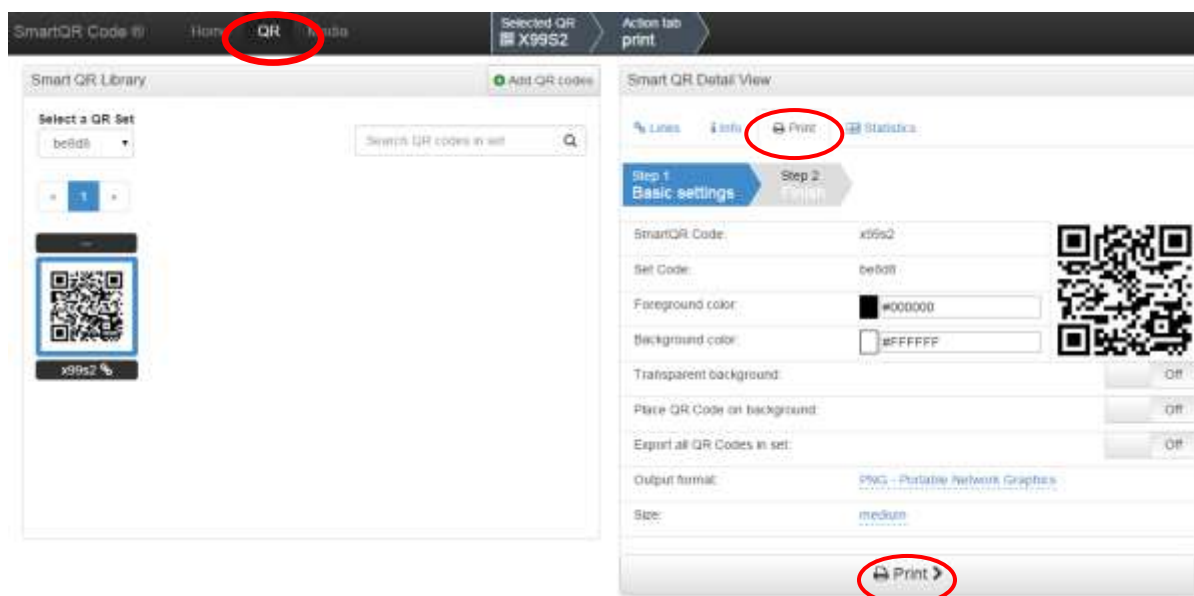 SmartQR Code ®
Home
QR
Media
Selected QR
X99S2
Action tab
print
Smart QR Library
Add QR codes
Select a QR Set
be8d8
Search QR codes in set
« 1 »
---
x99s2
Smart QR Detail View
Links
Info
Print
Statistics
Step 1
Basic settings
Step 2
Finish
SmartQR Code: x99s2
Set Code: be8d8
Foreground color: #000000
Background color: #FFFFFF
Transparent background: Off
Place QR Code on background: Off
Export all QR Codes in set: Off
Output format: PNG - Portable Network Graphics
Size: medium
Print